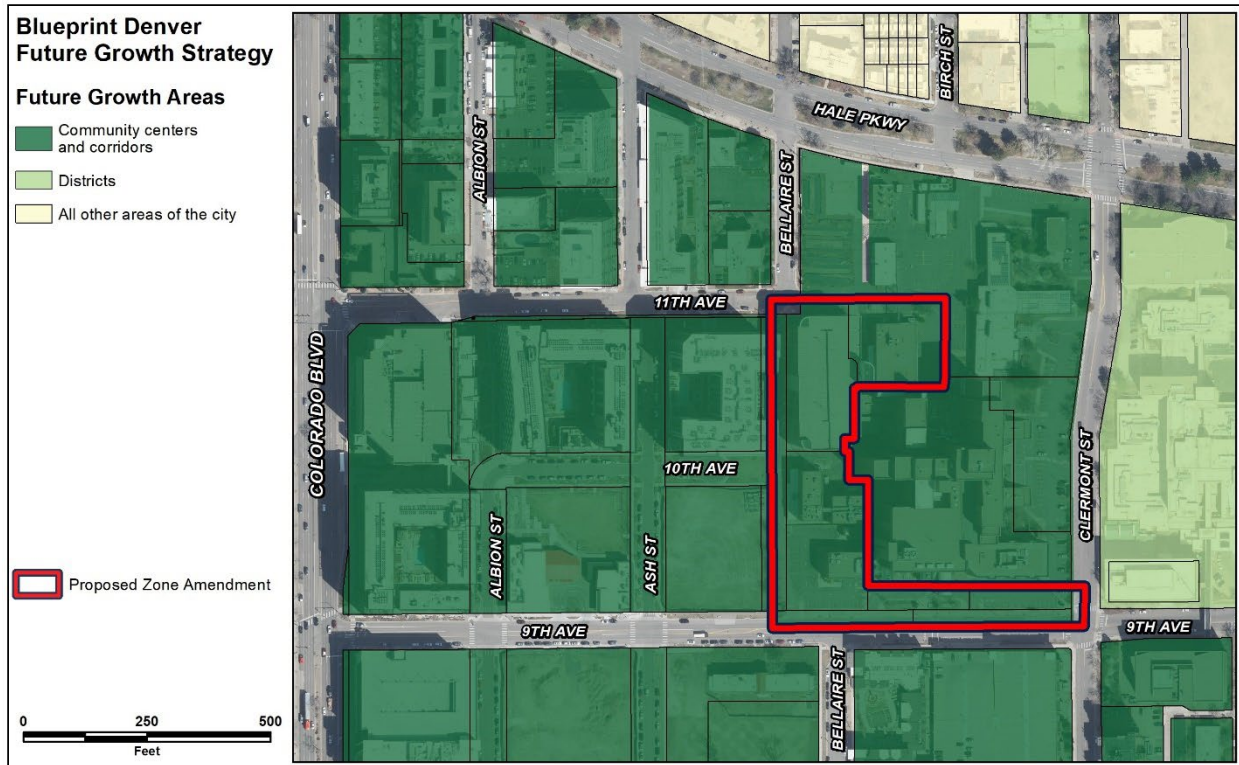 Blueprint Denver
Future Growth Strategy
Future Growth Areas
Community centers
and corridors
Districts
All other areas of the city
Proposed Zone Amendment
0 250 500
Feet
BIRCH ST
HALE PKWY
ALBION ST
BELLAIRE ST
11TH AVE
COLORADO BLVD
10TH AVE
CLERMONT ST
ALBION ST
ASH ST
9TH AVE
9TH AVE
BELLAIRE ST